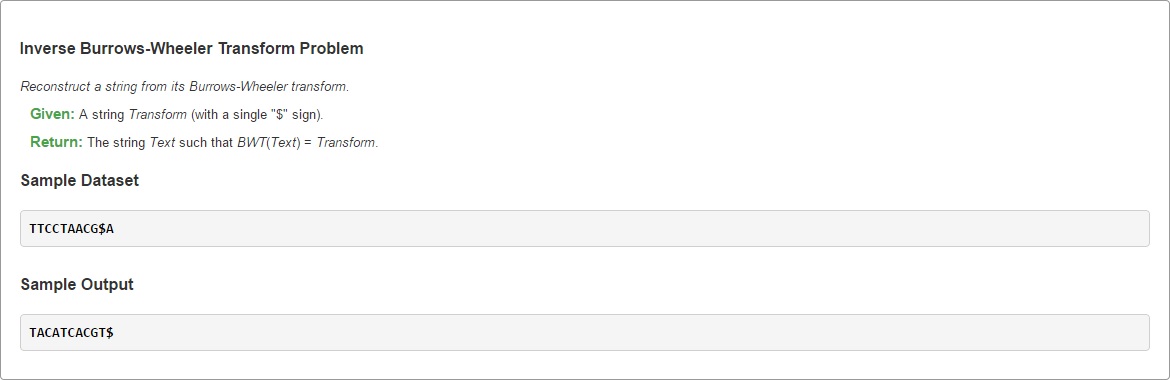 Inverse Burrows-Wheeler Transform Problem
Reconstruct a string from its Burrows-Wheeler transform.
Given: A string Transform (with a single "$" sign).
Return: The string Text such that BWT(Text) = Transform.
Sample Dataset
TTCCTAACG$A
Sample Output
TACATCACGT$